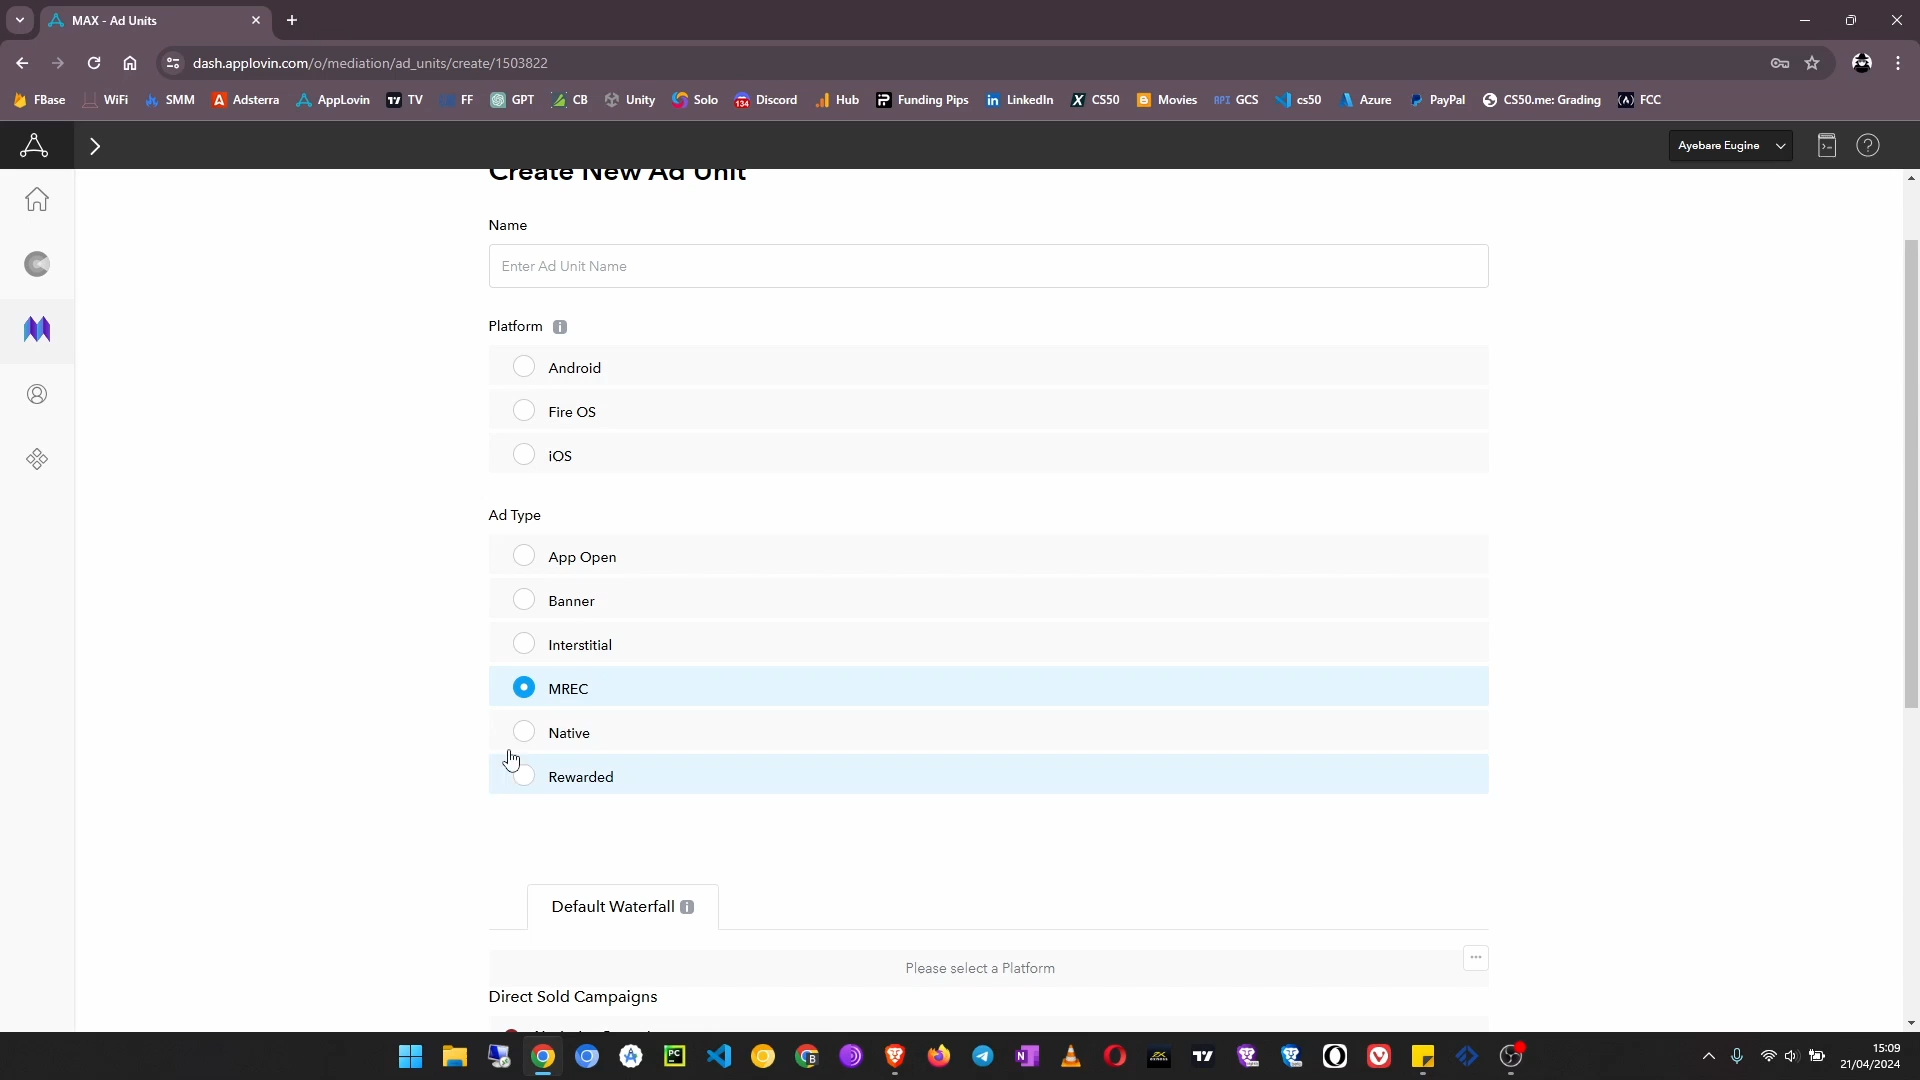 MAX - Ad Units
dash.applovin.com/o/mediation/ad_units/create/1503822
FBase WiFi SMM Adsterra AppLovin TV FF GPT CB Unity Solo 134 Discord Hub Funding Pips LinkedIn CS50 Movies API GCS cs50 Azure PayPal CS50.me: Grading FCC
Ayebare Eugine
Create New Ad Unit
Name
Enter Ad Unit Name
Platform
Android
Fire OS
iOS
Ad Type
App Open
Banner
Interstitial
MREC
Native
Rewarded
Default Waterfall
Please select a Platform
Direct Sold Campaigns
15:09
21/04/2024